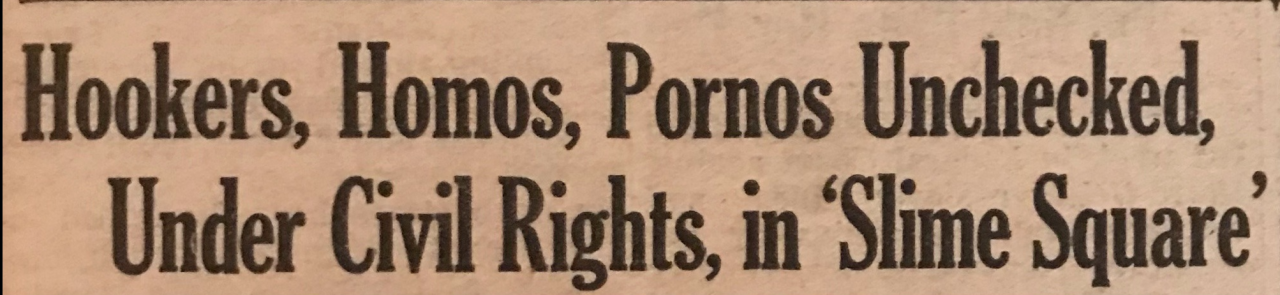 Hookers, Homos, Pornos Unchecked,
Under Civil Rights, in ‘Slime Square’